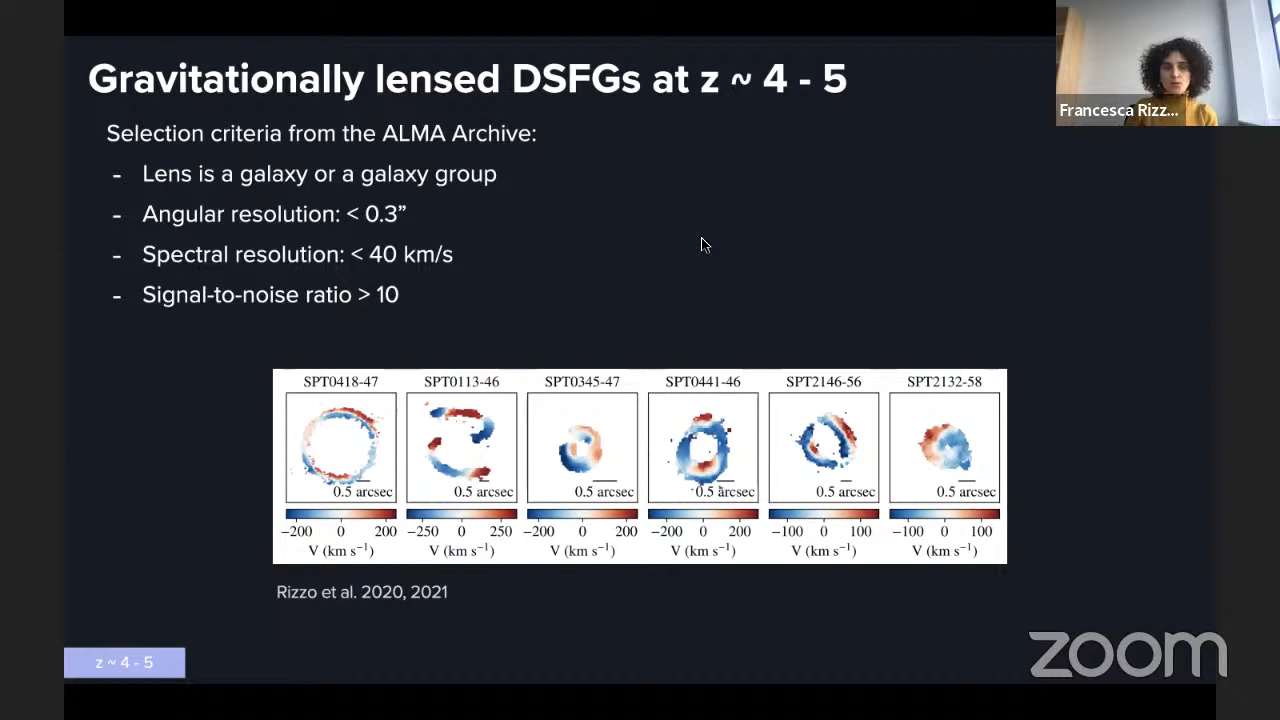 Gravitationally lensed DSFGs at z ~ 4 - 5
Francesca Rizz...
Selection criteria from the ALMA Archive:
- Lens is a galaxy or a galaxy group
- Angular resolution: < 0.3”
- Spectral resolution: < 40 km/s
- Signal-to-noise ratio > 10
SPT0418-47 SPT0113-46 SPT0345-47 SPT0441-46 SPT2146-56 SPT2132-58
0.5 arcsec 0.5 arcsec 0.5 arcsec 0.5 arcsec 0.5 arcsec 0.5 arcsec
−200 0 200 −250 0 250 −200 0 200 −200 0 200 −100 0 100 −100 0 100
V (km s⁻¹) V (km s⁻¹) V (km s⁻¹) V (km s⁻¹) V (km s⁻¹) V (km s⁻¹)
Rizzo et al. 2020, 2021
z ~ 4 - 5
zoom